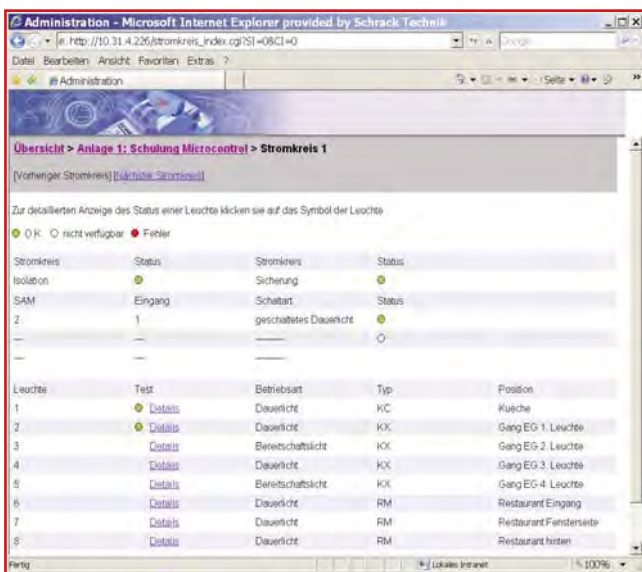 Administration - Microsoft Internet Explorer provided by Schrack Technik
http://10.31.4.226/stromkreis_index.cgi?SI=0&CI=0
Google
Datei Bearbeiten Ansicht Favoriten Extras ?
Administration
Seite
Übersicht > Anlage 1: Schulung Microcontrol > Stromkreis 1
[Vorheriger Stromkreis] [Nächster Stromkreis]
Zur detaillierten Anzeige des Status einer Leuchte klicken sie auf das Symbol der Leuchte
OK nicht verfügbar Fehler
Stromkreis Status Stromkreis Status
Isolation Sicherung
SAM Eingang Schaltart Status
2 1 geschaltetes Dauerlicht
Leuchte Test Betriebsart Typ Position
1 Details Dauerlicht KC Kueche
2 Details Dauerlicht KX Gang EG 1. Leuchte
3 Details Bereitschaftslicht KX Gang EG 2. Leuchte
4 Details Dauerlicht KX Gang EG 3. Leuchte
5 Details Bereitschaftslicht KX Gang EG 4. Leuchte
6 Details Dauerlicht RM Restaurant Eingang
7 Details Dauerlicht RM Restaurant Fensterseite
8 Details Dauerlicht RM Restaurant hinten
Fertig Lokales Intranet 100%